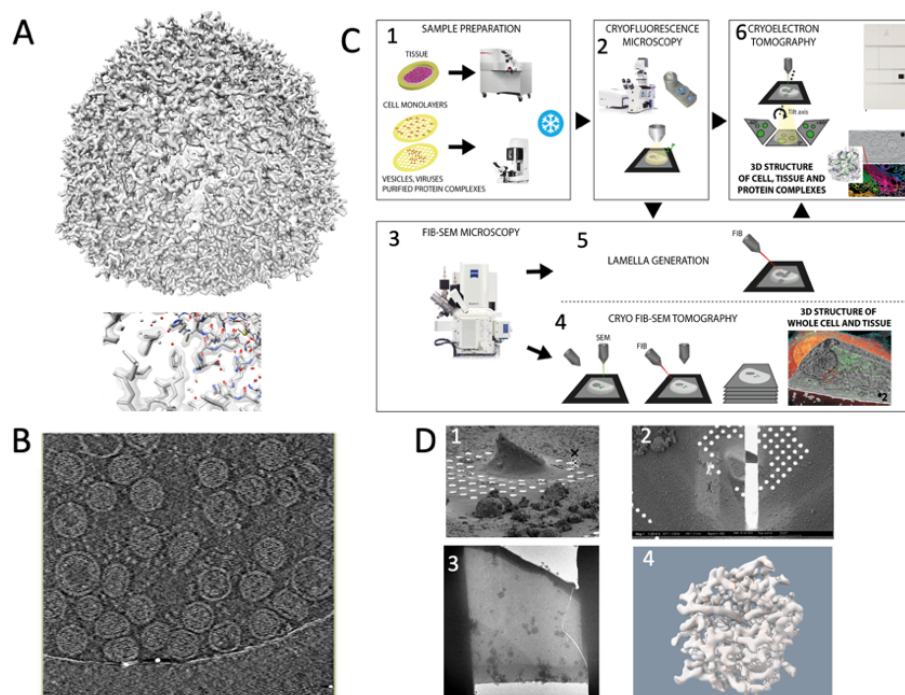 A
C
1
SAMPLE PREPARATION
TISSUE
CELL MONOLAYERS
VESICLES, VIRUSES
PURIFIED PROTEIN COMPLEXES
2
CRYOFLUORESCENCE
MICROSCOPY
6
CRYOELECTRON
TOMOGRAPHY
Tilt axis
3D STRUCTURE
OF CELL, TISSUE AND
PROTEIN COMPLEXES
3
FIB-SEM MICROSCOPY
5
LAMELLA GENERATION
FIB
4
CRYO FIB-SEM TOMOGRAPHY
SEM
FIB
3D STRUCTURE OF
WHOLE CELL AND TISSUE
2
B
D
1
2
3
4